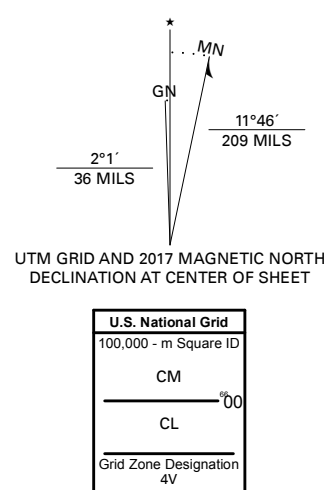 ★
MN
GN
11°46´
209 MILS
2°1´
36 MILS
UTM GRID AND 2017 MAGNETIC NORTH
DECLINATION AT CENTER OF SHEET
U.S. National Grid
100,000 - m Square ID
CM
⁶⁶00
CL
Grid Zone Designation
4V